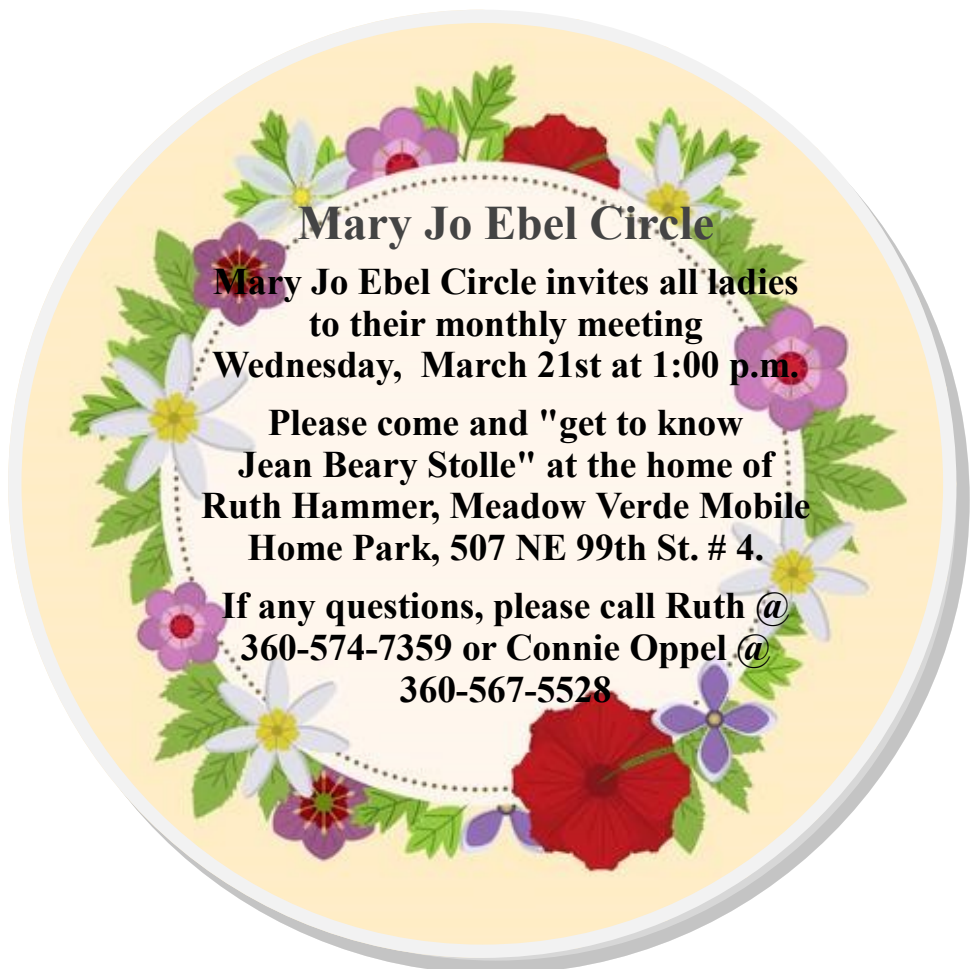 Mary Jo Ebel Circle
Mary Jo Ebel Circle invites all ladies
to their monthly meeting
Wednesday,  March 21st at 1:00 p.m.
Please come and "get to know
Jean Beary Stolle" at the home of
Ruth Hammer, Meadow Verde Mobile
Home Park, 507 NE 99th St. # 4.
If any questions, please call Ruth @
360-574-7359 or Connie Oppel @
360-567-5528